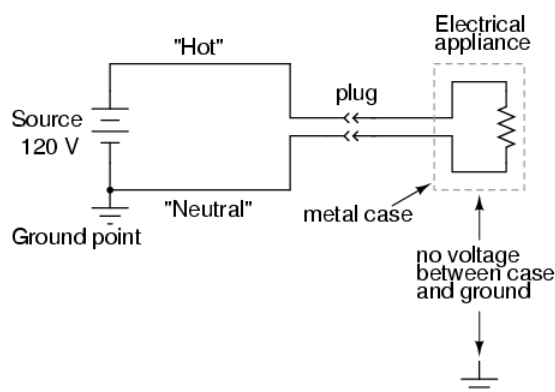 Electrical
appliance
"Hot"
plug
Source
120 V
"Neutral"
metal case
Ground point
no voltage
between case
and ground